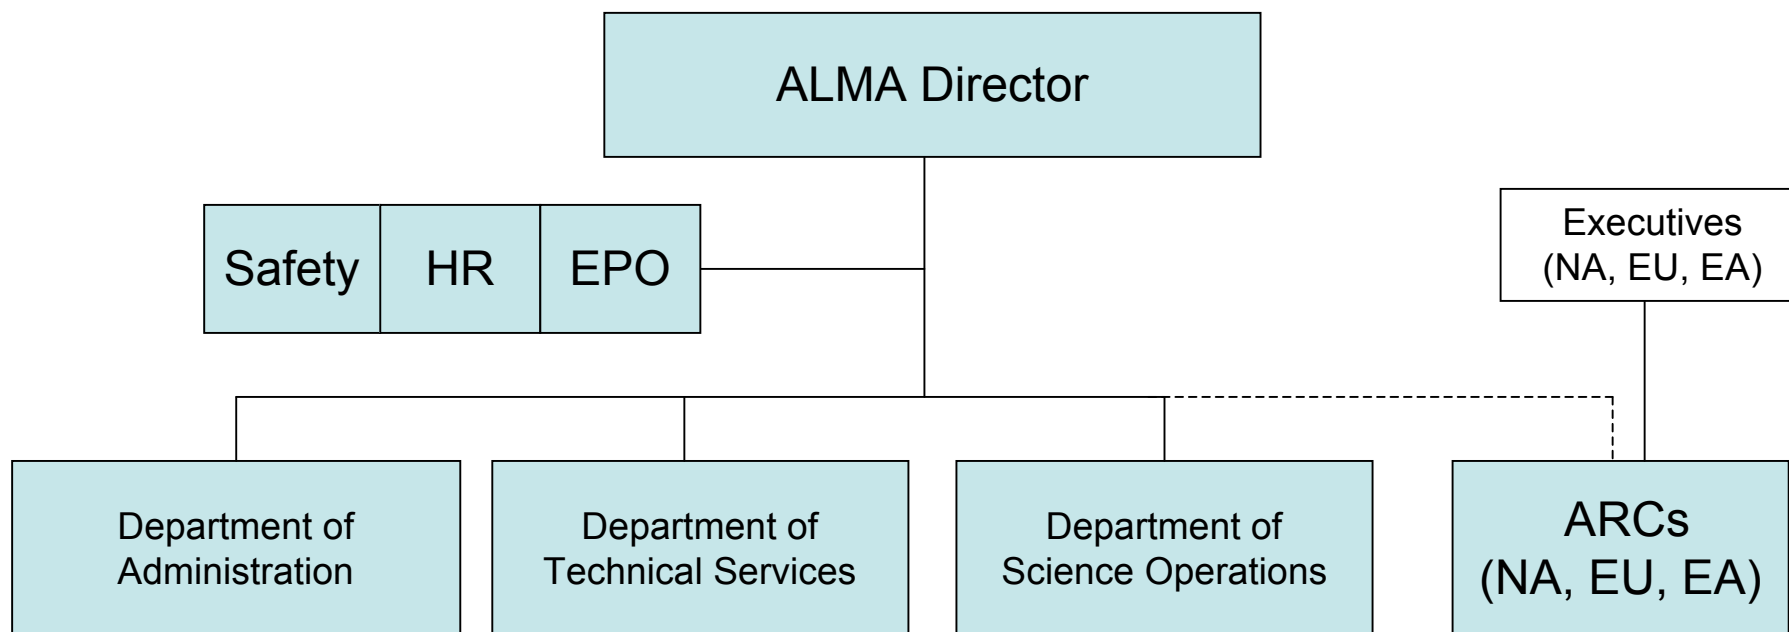 ALMA Director
Safety
HR
EPO
Executives
(NA, EU, EA)
Department of
Administration
Department of
Technical Services
Department of
Science Operations
ARCs
(NA, EU, EA)